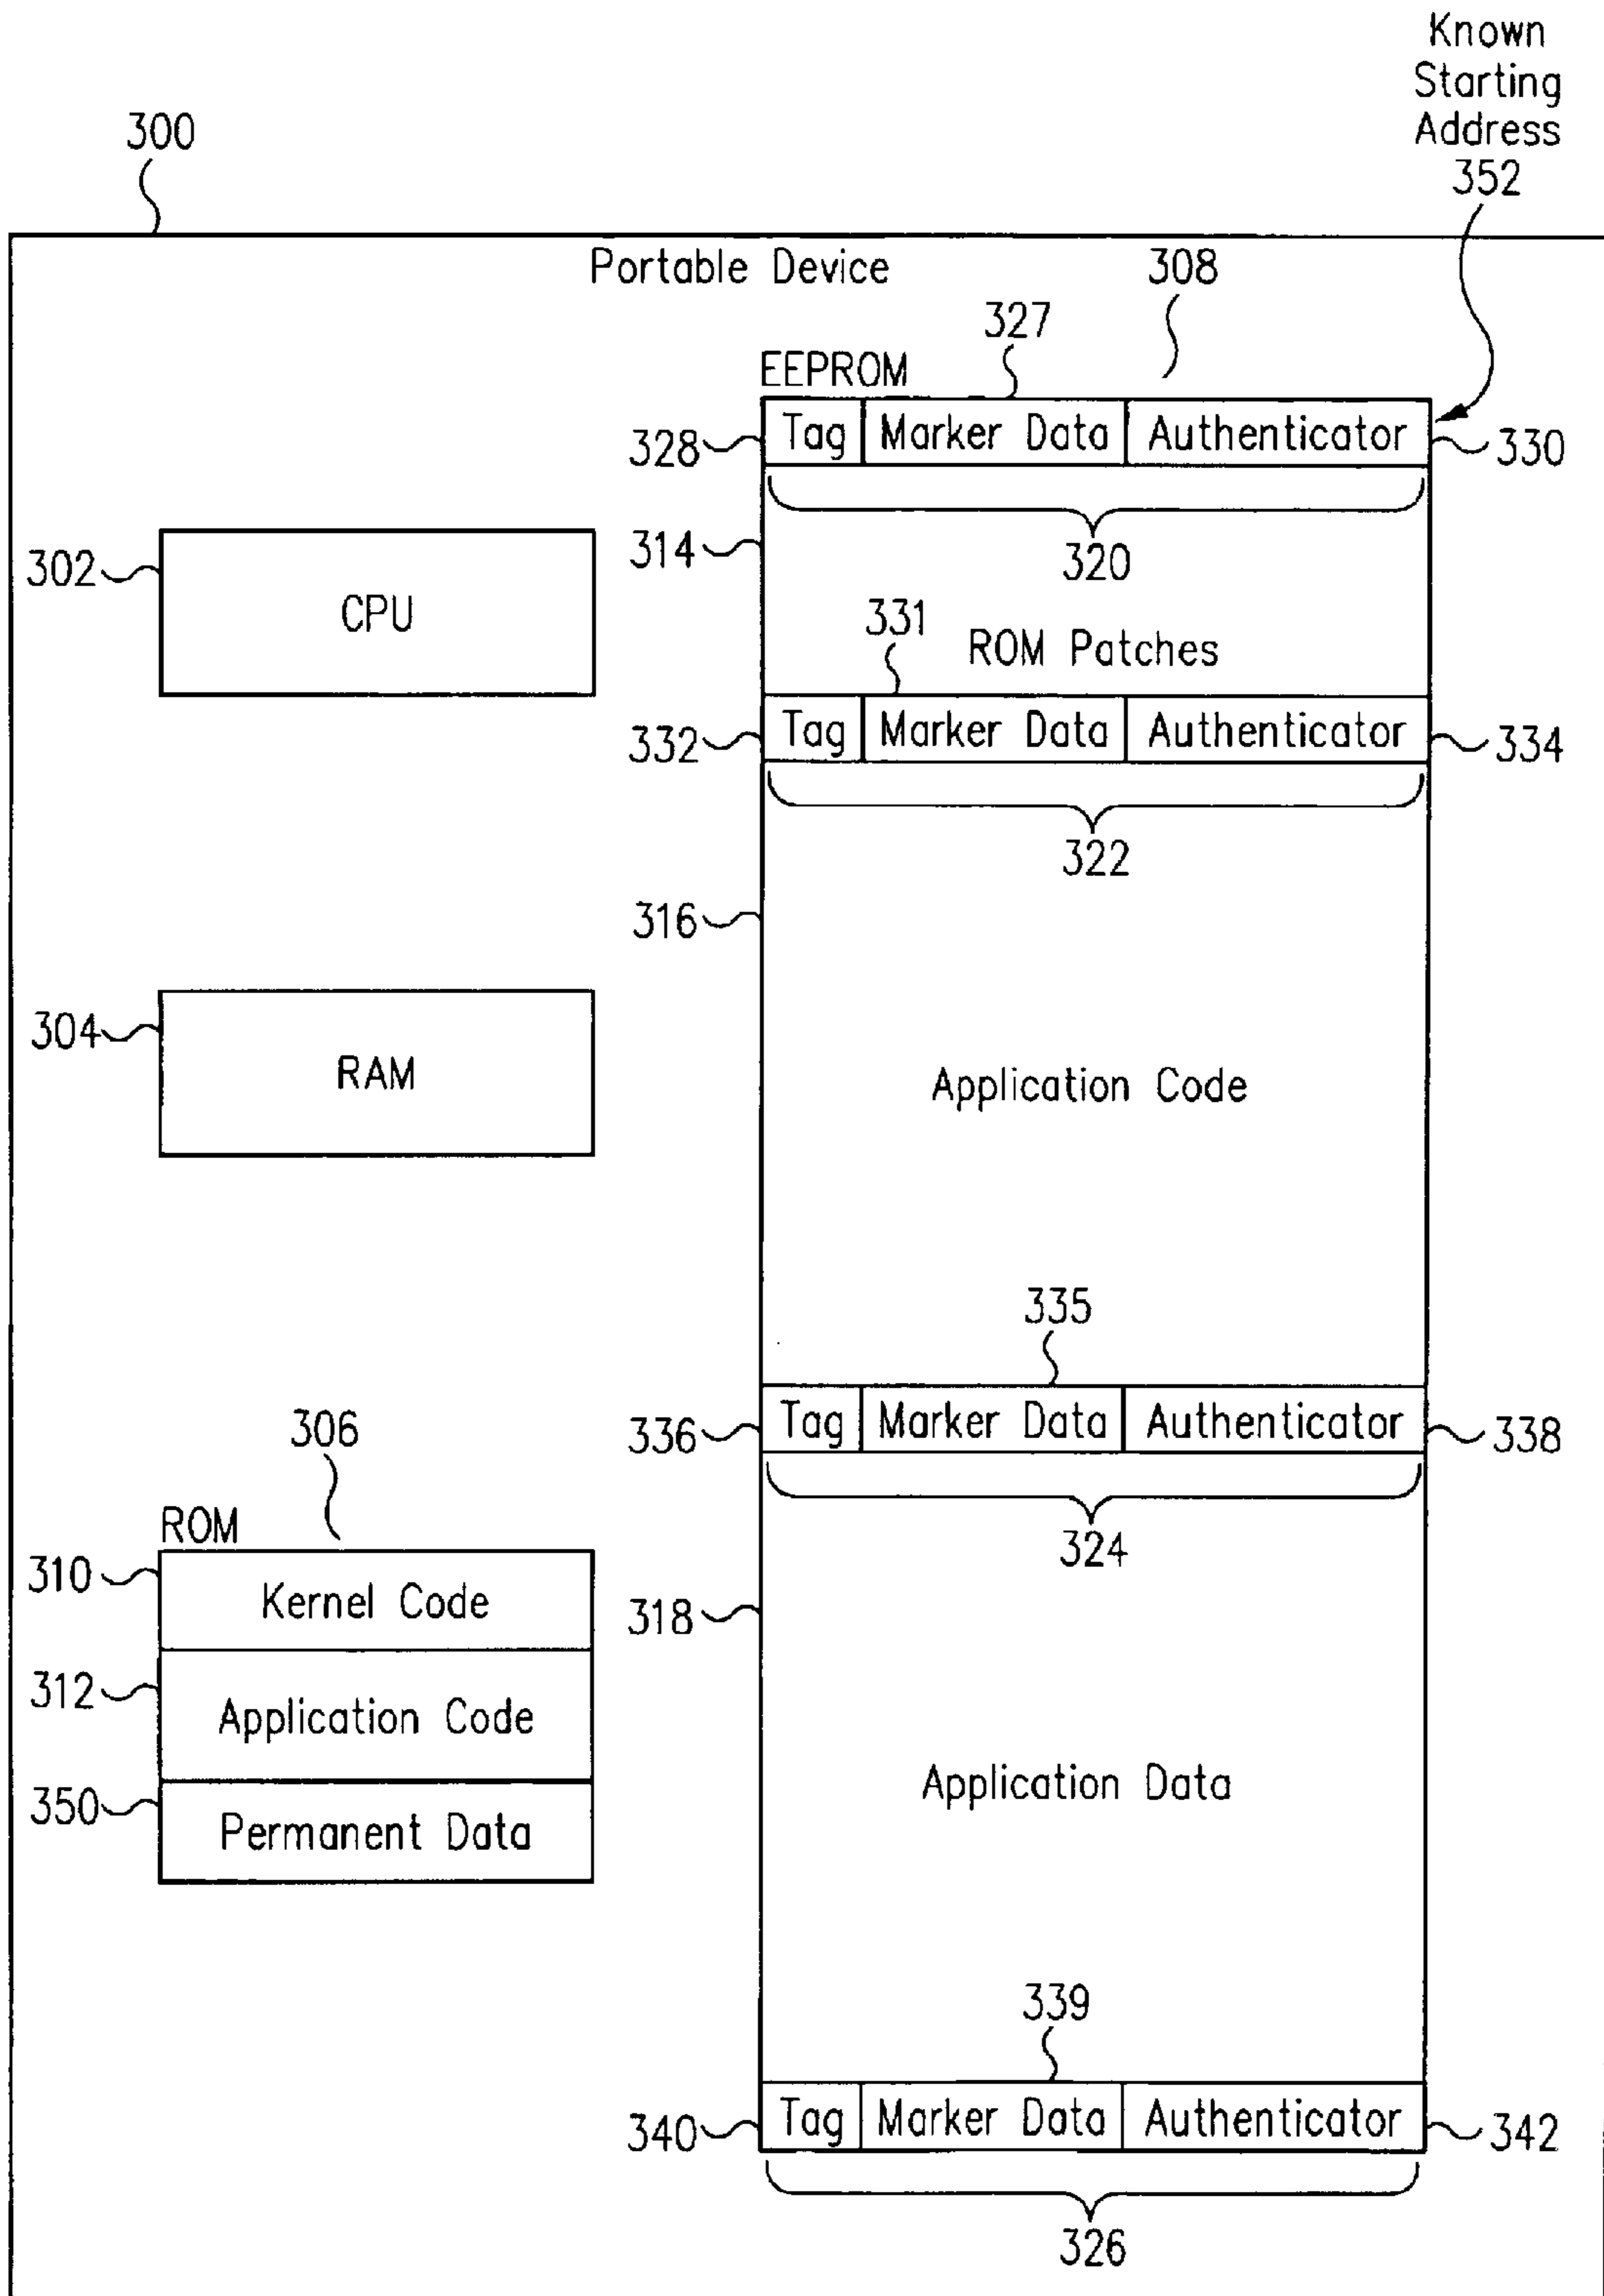 Known
Starting
Address
352
300
Portable Device
308
327
EEPROM
328 Tag Marker Data Authenticator 330
320
314
302 CPU
331
ROM Patches
332 Tag Marker Data Authenticator 334
322
316
304 RAM
Application Code
335
336 Tag Marker Data Authenticator 338
324
306
ROM
310 Kernel Code
318
312 Application Code
Application Data
350 Permanent Data
339
340 Tag Marker Data Authenticator 342
326